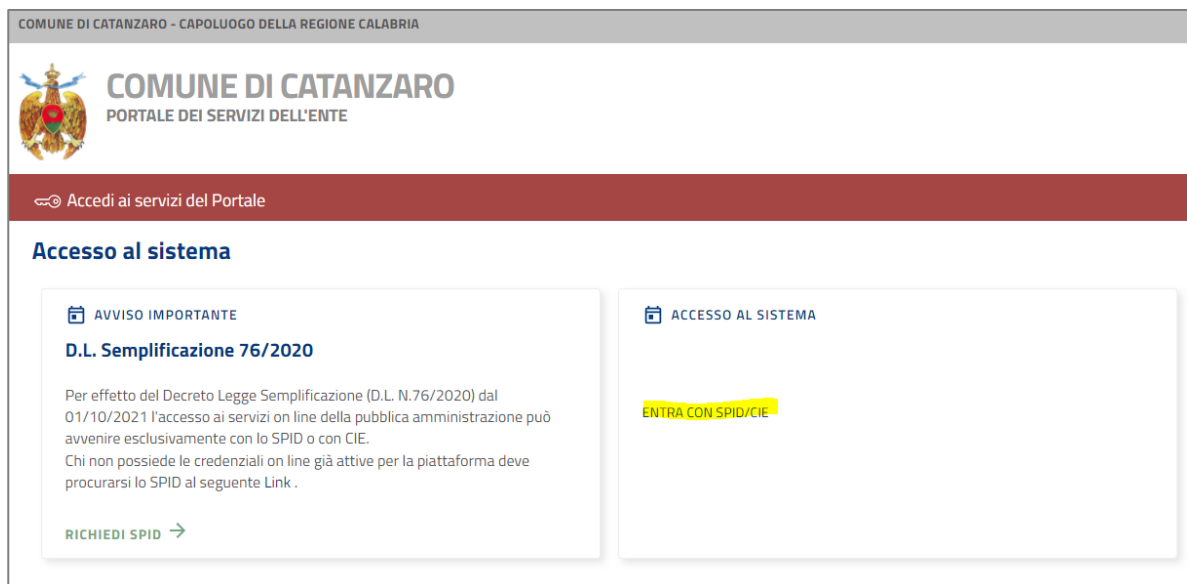 COMUNE DI CATANZARO - CAPOLUOGO DELLA REGIONE CALABRIA
COMUNE DI CATANZARO
PORTALE DEI SERVIZI DELL'ENTE
Accedi ai servizi del Portale
Accesso al sistema
AVVISO IMPORTANTE
D.L. Semplificazione 76/2020
Per effetto del Decreto Legge Semplificazione (D.L. N.76/2020) dal
01/10/2021 l'accesso ai servizi on line della pubblica amministrazione può
avvenire esclusivamente con lo SPID o con CIE.
Chi non possiede le credenziali on line già attive per la piattaforma deve
procurarsi lo SPID al seguente Link .
RICHIEDI SPID →
ACCESSO AL SISTEMA
ENTRA CON SPID/CIE